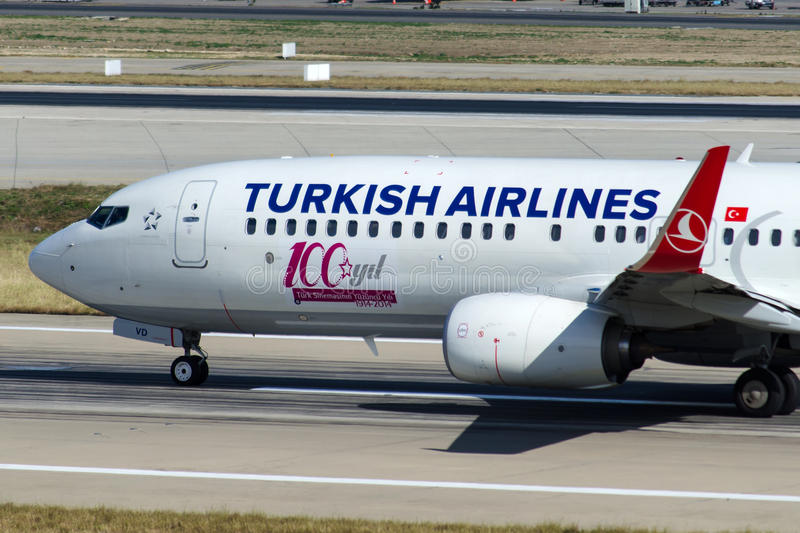 TURKISH AIRLINES
100 yıl
Türk Sinemasının Yüzüncü Yılı
1914-2014
VD